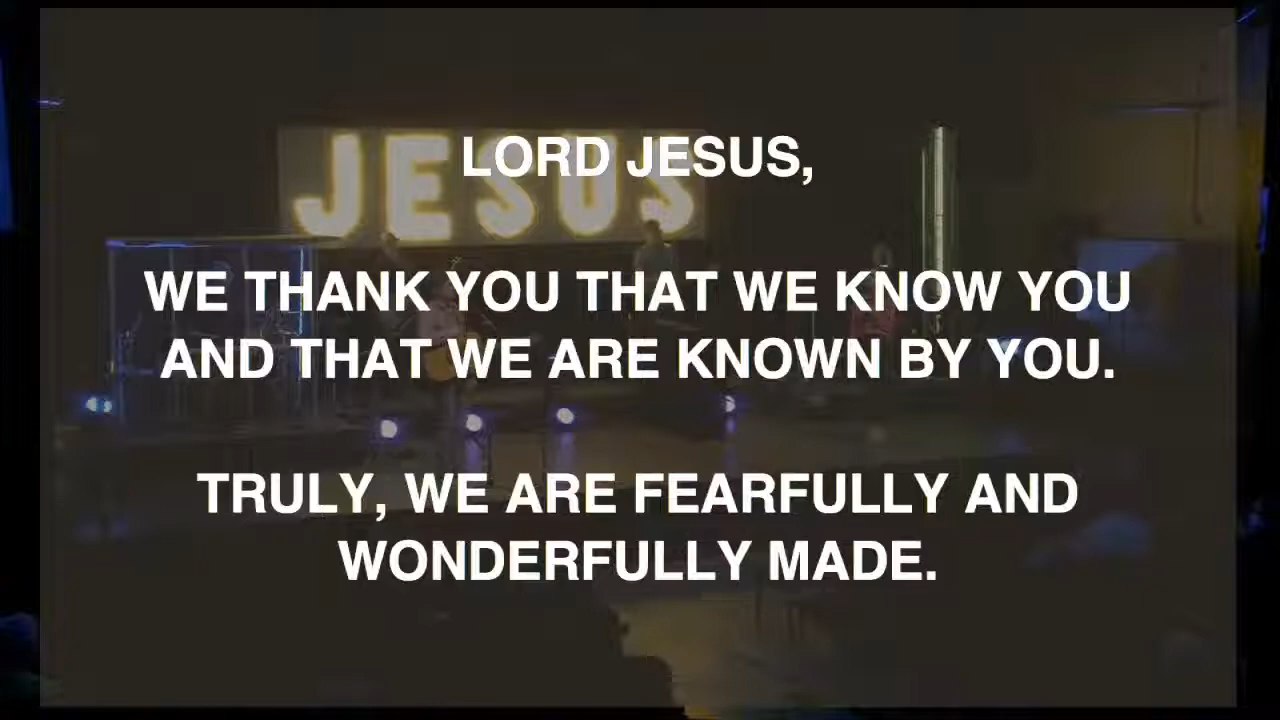 JESUS
LORD JESUS,
WE THANK YOU THAT WE KNOW YOU
AND THAT WE ARE KNOWN BY YOU.
TRULY, WE ARE FEARFULLY AND
WONDERFULLY MADE.